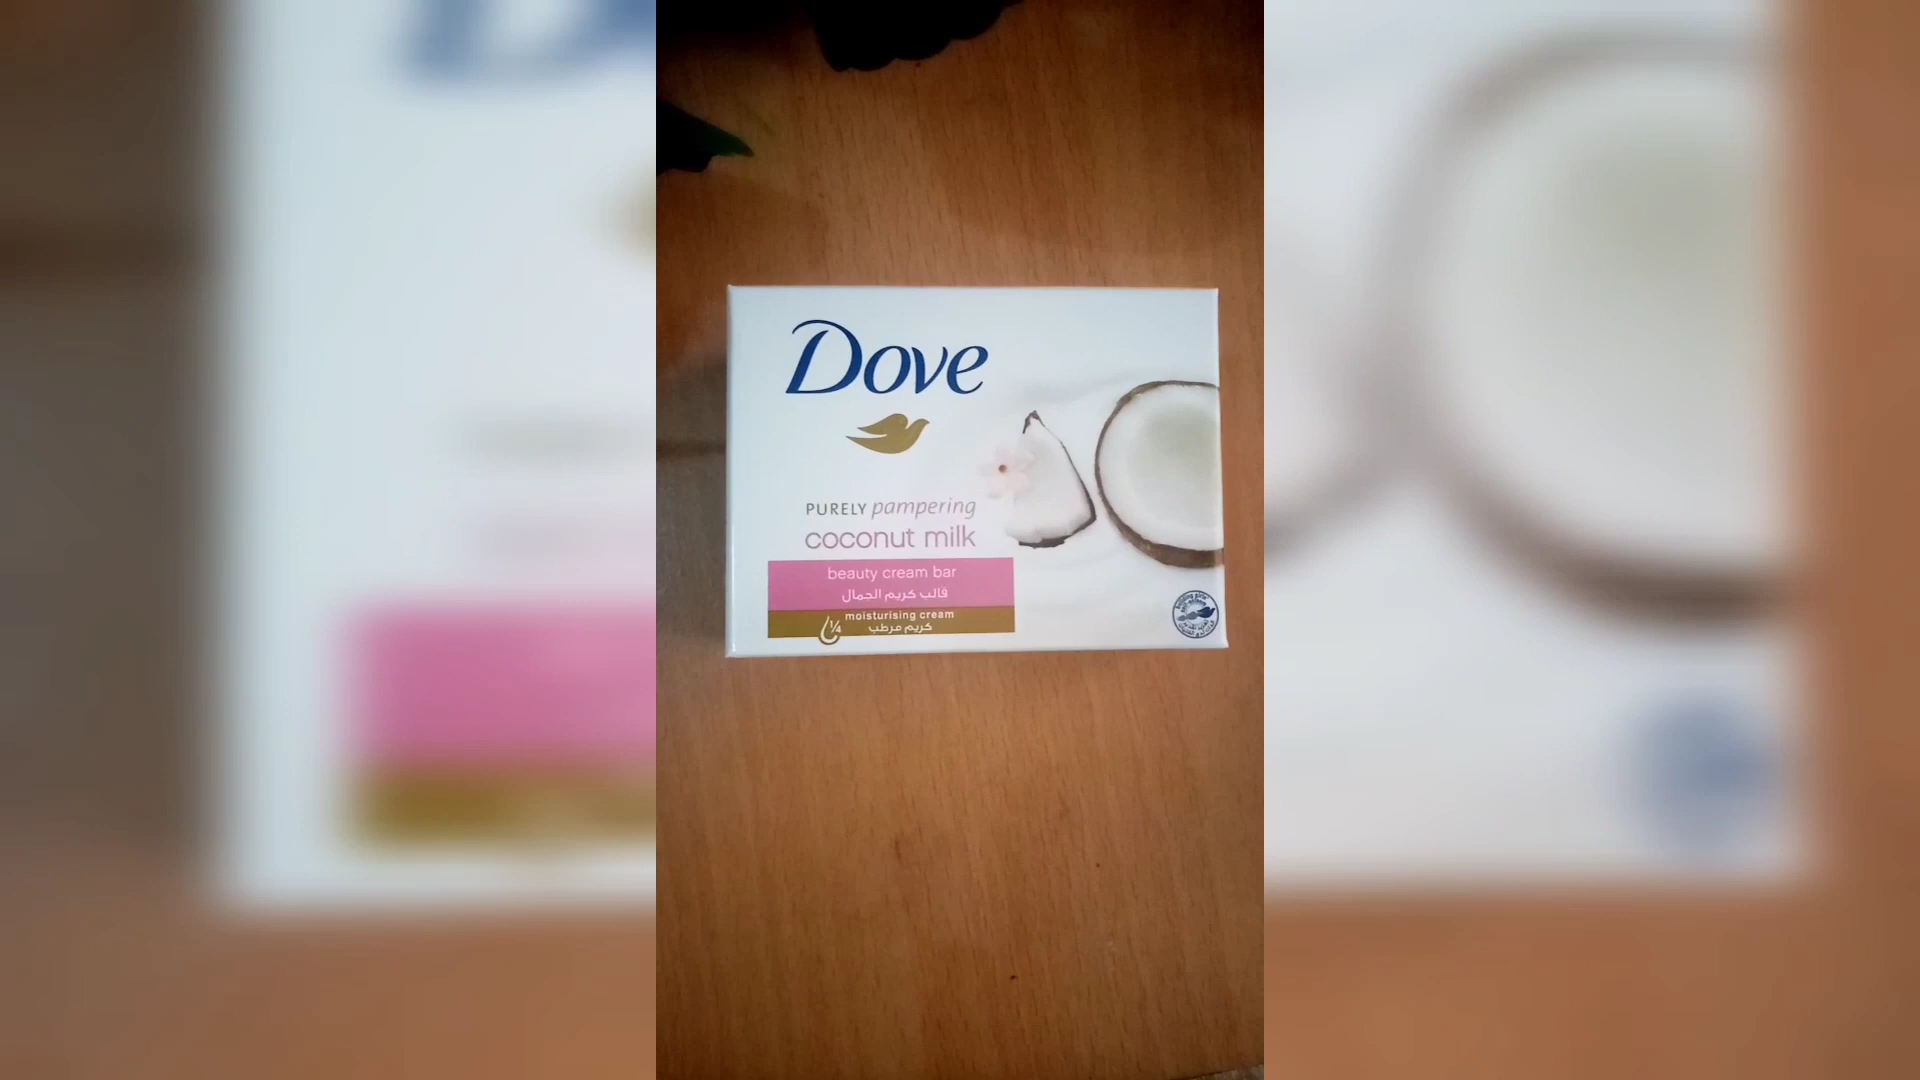 Dove
PURELY pampering
coconut milk
beauty cream bar
قالب كريم الجمال
moisturising cream
¼
كريم مرطب